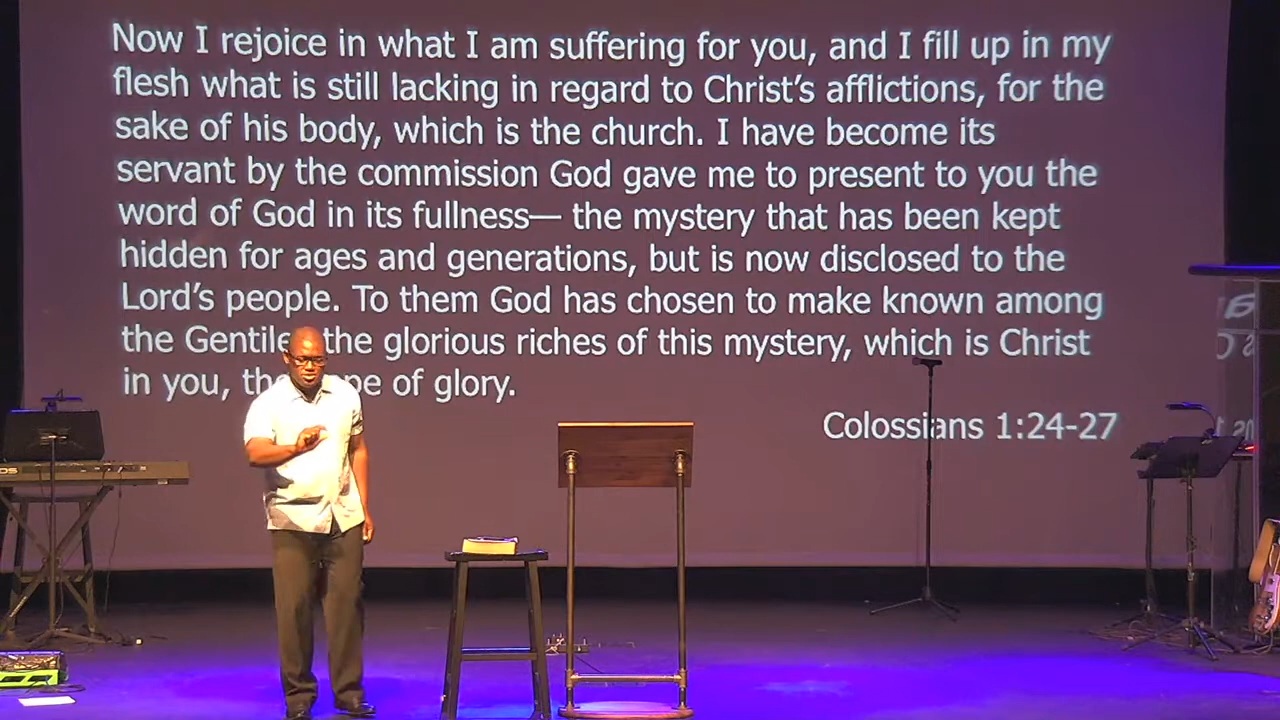 Now I rejoice in what I am suffering for you, and I fill up in my
flesh what is still lacking in regard to Christ's afflictions, for the
sake of his body, which is the church. I have become its
servant by the commission God gave me to present to you the
word of God in its fullness— the mystery that has been kept
hidden for ages and generations, but is now disclosed to the
Lord's people. To them God has chosen to make known among
the Gentile the glorious riches of this mystery, which is Christ
in you, of glory.
Colossians 1:24-27